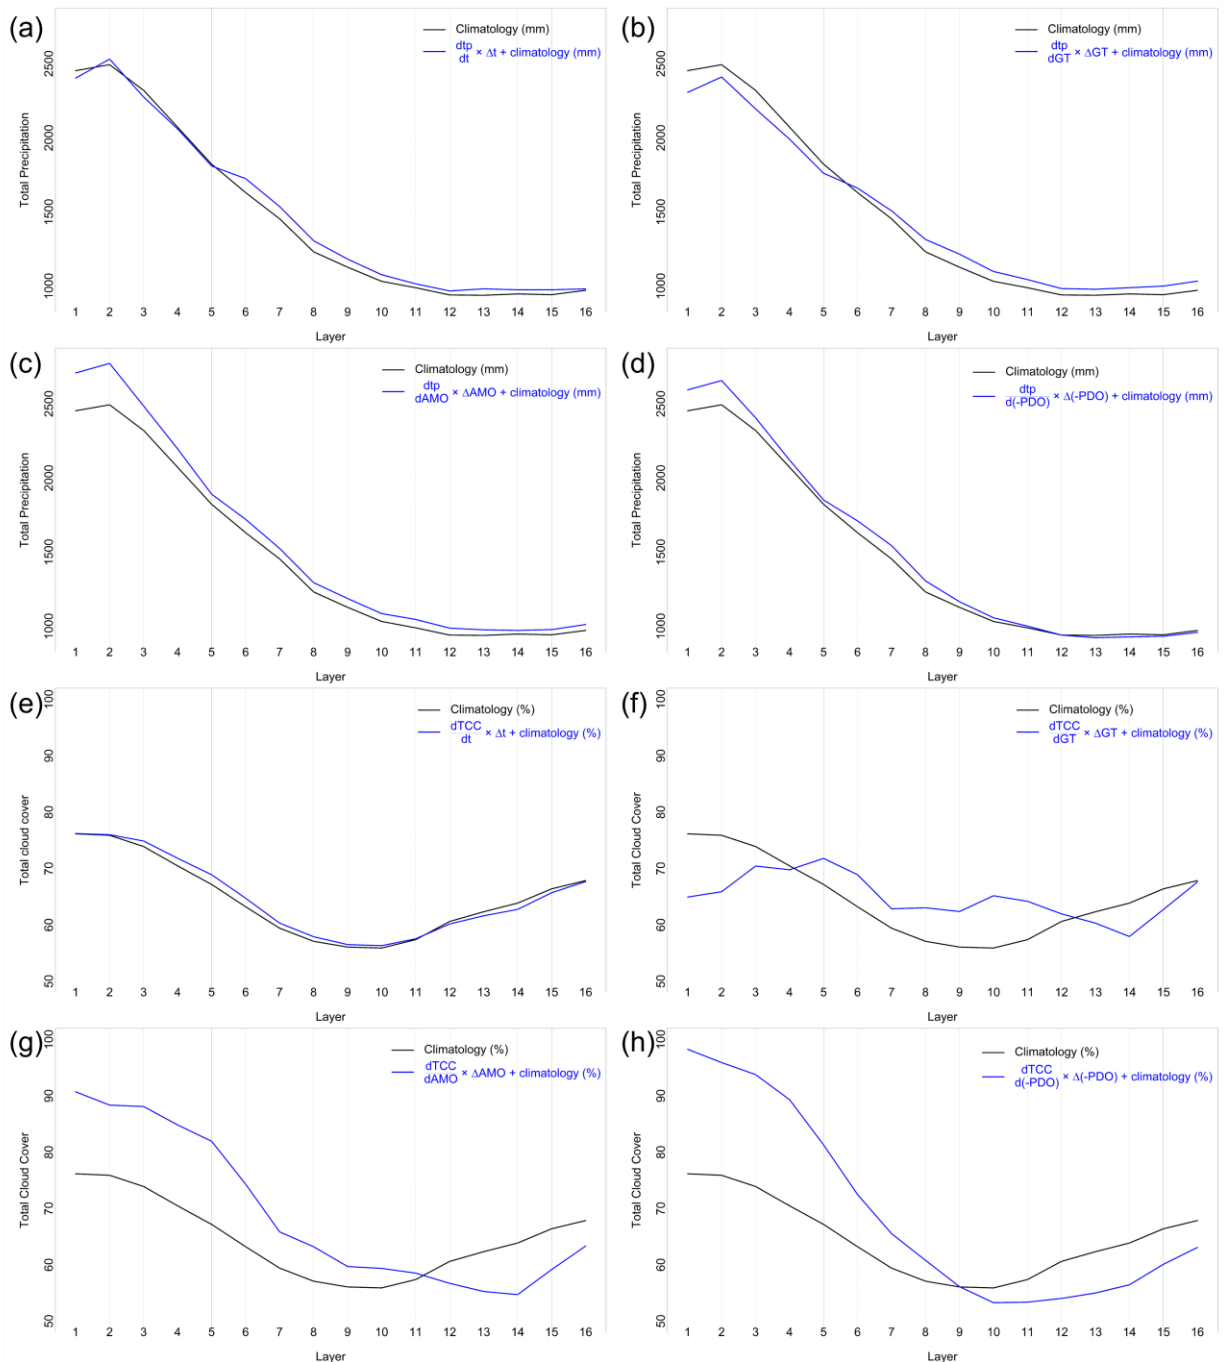 (a)
Climatology (mm)
dtp
dt × Δt + climatology (mm)
Total Precipitation
2500
2000
1500
1000
1 2 3 4 5 6 7 8 9 10 11 12 13 14 15 16
Layer
(b)
Climatology (mm)
dtp
dGT × ΔGT + climatology (mm)
Total Precipitation
2500
2000
1500
1000
1 2 3 4 5 6 7 8 9 10 11 12 13 14 15 16
Layer
(c)
Climatology (mm)
dtp
dAMO × ΔAMO + climatology (mm)
Total Precipitation
2500
2000
1500
1000
1 2 3 4 5 6 7 8 9 10 11 12 13 14 15 16
Layer
(d)
Climatology (mm)
dtp
d(-PDO) × Δ(-PDO) + climatology (mm)
Total Precipitation
2500
2000
1500
1000
1 2 3 4 5 6 7 8 9 10 11 12 13 14 15 16
Layer
(e)
Climatology (%)
dTCC
dt × Δt + climatology (%)
Total cloud cover
100
90
80
70
60
50
1 2 3 4 5 6 7 8 9 10 11 12 13 14 15 16
Layer
(f)
Climatology (%)
dTCC
dGT × ΔGT + climatology (%)
Total Cloud Cover
100
90
80
70
60
50
1 2 3 4 5 6 7 8 9 10 11 12 13 14 15 16
Layer
(g)
Climatology (%)
dTCC
dAMO × ΔAMO + climatology (%)
Total Cloud Cover
100
90
80
70
60
50
1 2 3 4 5 6 7 8 9 10 11 12 13 14 15 16
Layer
(h)
Climatology (%)
dTCC
d(-PDO) × Δ(-PDO) + climatology (%)
Total Cloud Cover
100
90
80
70
60
50
1 2 3 4 5 6 7 8 9 10 11 12 13 14 15 16
Layer